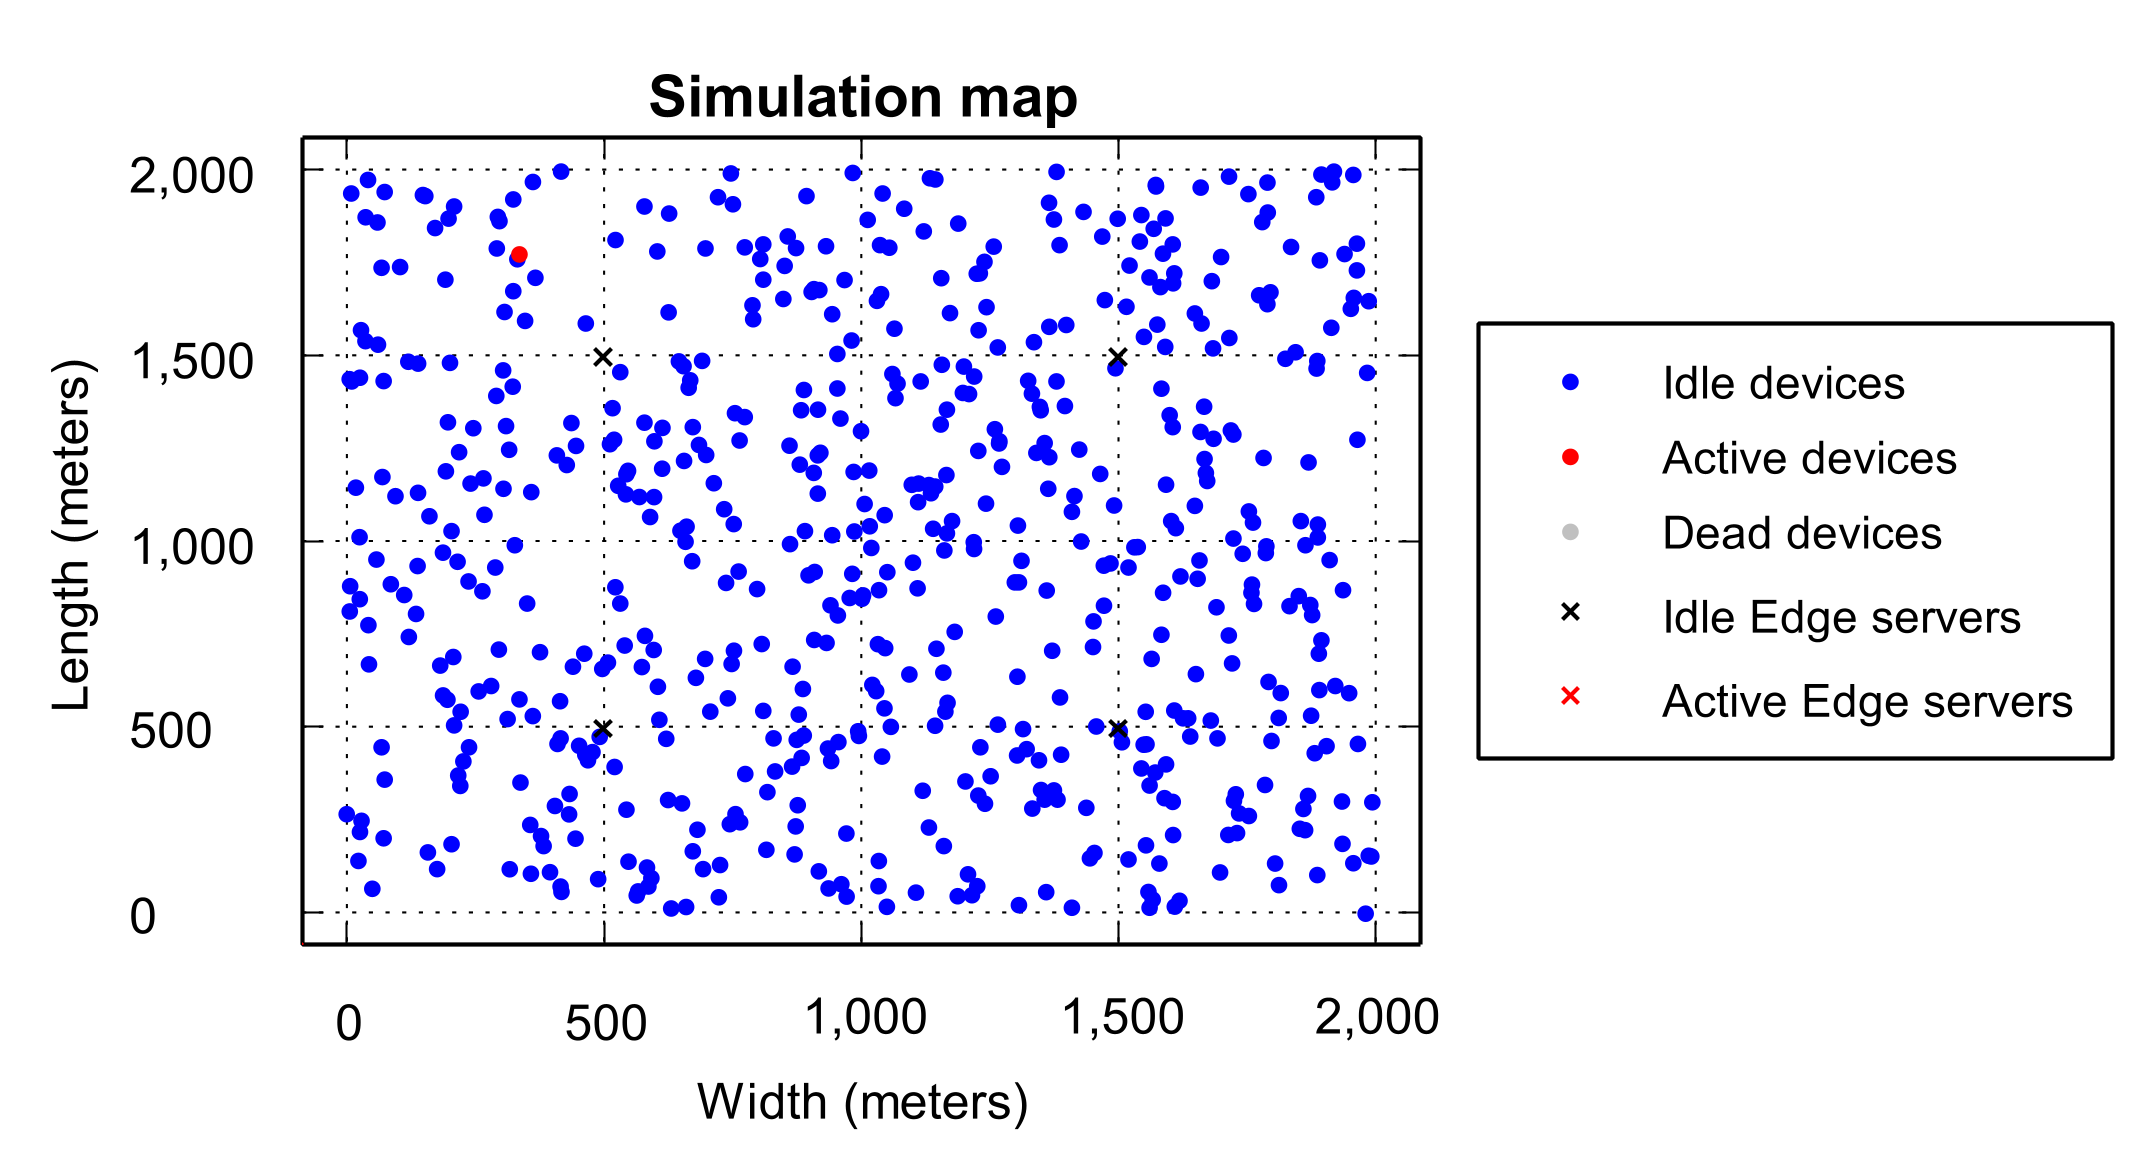 Simulation map
2,000
1,500
1,000
500
0
Length (meters)
0
500
1,000
1,500
2,000
Width (meters)
Idle devices
Active devices
Dead devices
Idle Edge servers
Active Edge servers